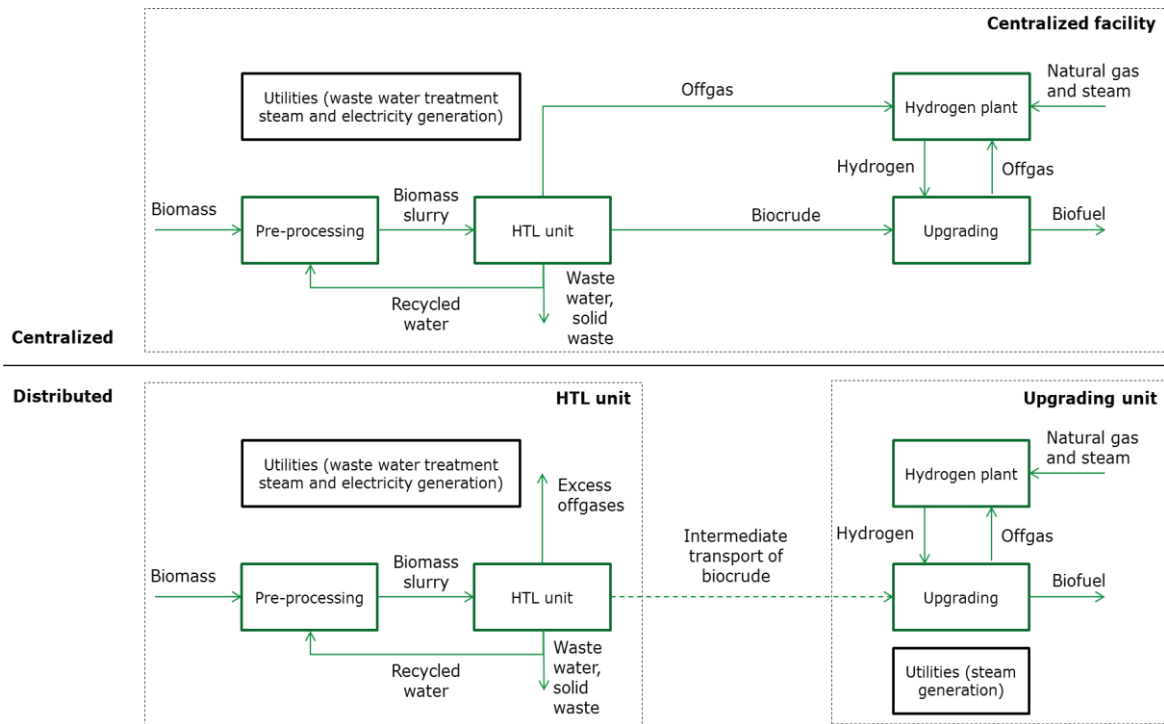 Centralized facility
Utilities (waste water treatment
steam and electricity generation)
Offgas
Hydrogen plant
Natural gas
and steam
Hydrogen
Offgas
Biomass
Pre-processing
Biomass
slurry
HTL unit
Biocrude
Upgrading
Biofuel
Recycled
water
Waste
water,
solid
waste
Centralized
Distributed
HTL unit
Upgrading unit
Utilities (waste water treatment
steam and electricity generation)
Excess
offgases
Hydrogen plant
Natural gas
and steam
Intermediate
transport of
biocrude
Hydrogen
Offgas
Biomass
Pre-processing
Biomass
slurry
HTL unit
Upgrading
Biofuel
Recycled
water
Waste
water,
solid
waste
Utilities (steam
generation)